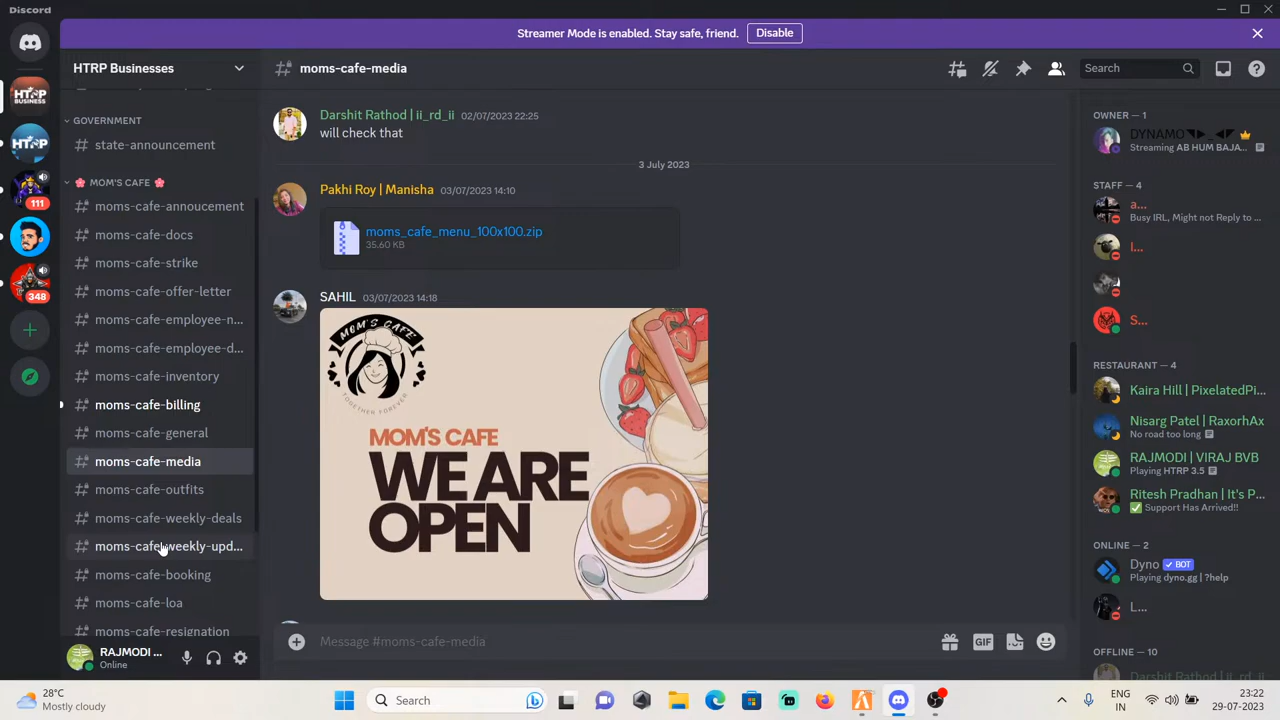 Discord
Streamer Mode is enabled. Stay safe, friend.
Disable
HTRP Businesses
moms-cafe-media
Search
GOVERNMENT
state-announcement
🌸 MOM'S CAFE 🌸
moms-cafe-annoucement
moms-cafe-docs
moms-cafe-strike
moms-cafe-offer-letter
moms-cafe-employee-n...
moms-cafe-employee-d...
moms-cafe-inventory
moms-cafe-billing
moms-cafe-general
moms-cafe-media
moms-cafe-outfits
moms-cafe-weekly-deals
moms-cafe-weekly-upd...
moms-cafe-booking
moms-cafe-loa
moms-cafe-resignation
HTRP
BUSINESS
HTRP
111
348
RAJMODI ...
Online
Darshit Rathod | ii_rd_ii 02/07/2023 22:25
will check that
3 July 2023
Pakhi Roy | Manisha 03/07/2023 14:10
moms_cafe_menu_100x100.zip
35.60 KB
SAHIL 03/07/2023 14:18
MOM'S CAFE
TOGETHER FOREVER
MOM'S CAFE
WE ARE
OPEN
Message #moms-cafe-media
GIF
OWNER — 1
DYNAMO
Streaming AB HUM BAJA...
STAFF — 4
a...
Busy IRL, Might not Reply to ...
I...
S...
RESTAURANT — 4
Kaira Hill | PixelatedPi...
Nisarg Patel | RaxorhAx
No road too long
RAJMODI | VIRAJ BVB
Playing HTRP 3.5
Ritesh Pradhan | It's P...
✅ Support Has Arrived!!
ONLINE — 2
Dyno ✓ BOT
Playing dyno.gg | ?help
L...
OFFLINE — 10
Darshit Rathod | ii_rd_ii
28°C
Mostly cloudy
Search
ENG
IN
23:22
29-07-2023